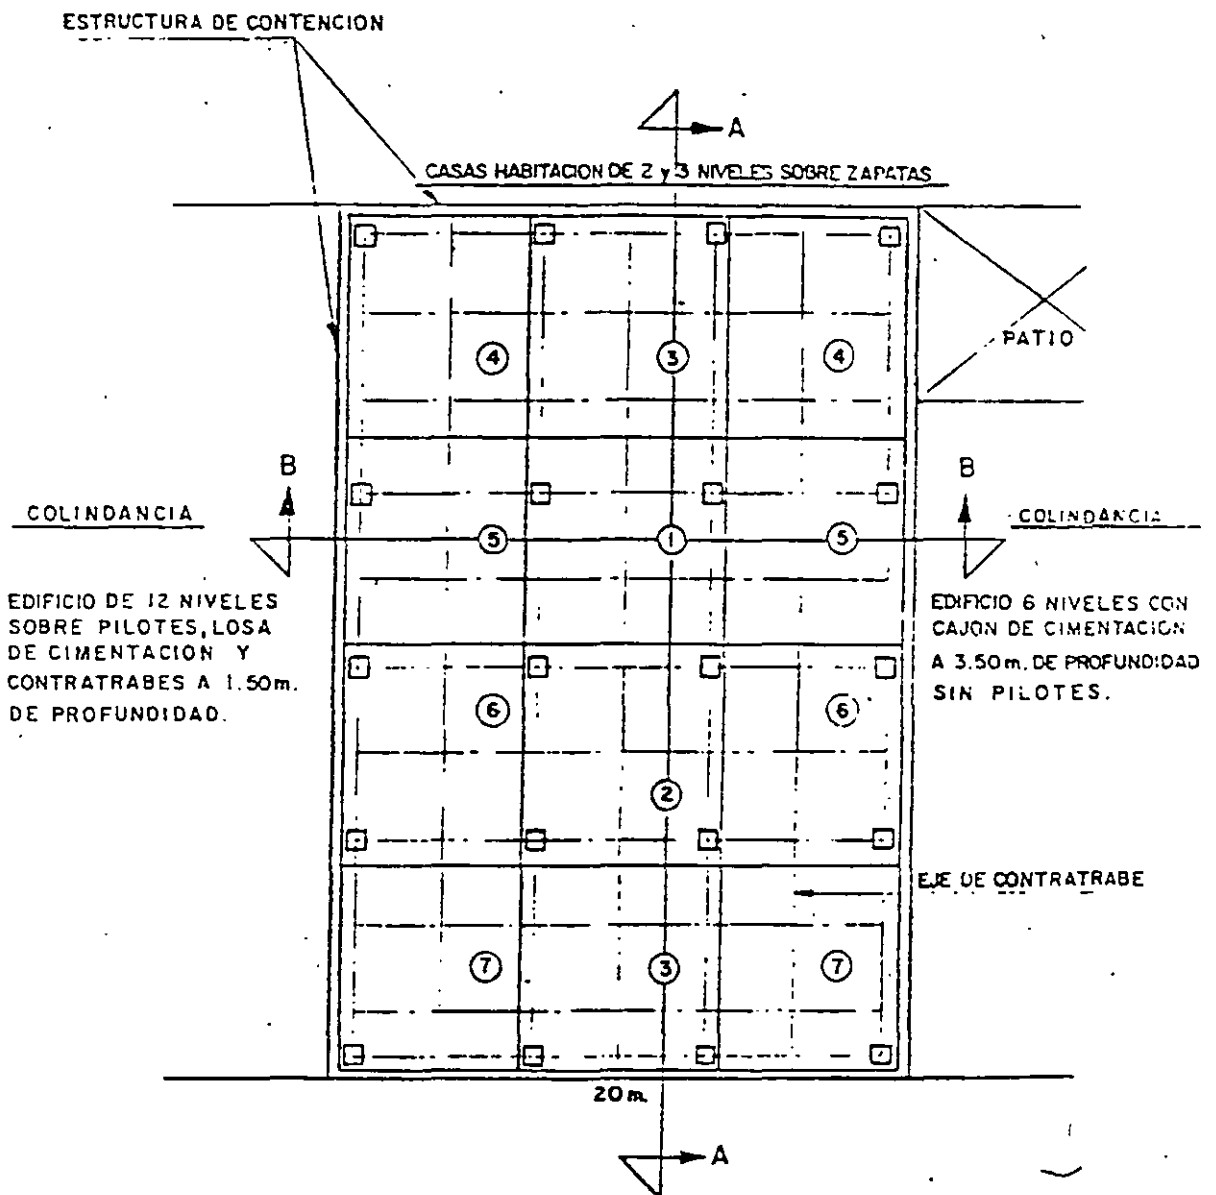 ESTRUCTURA DE CONTENCION
A
CASAS HABITACION DE 2 y 3 NIVELES SOBRE ZAPATAS
PATIO
4
3
4
B
B
COLINDANCIA
COLINDANCIA
5
1
5
EDIFICIO DE 12 NIVELES
SOBRE PILOTES, LOSA
DE CIMENTACION Y
CONTRATRABES A 1.50m.
DE PROFUNDIDAD.
EDIFICIO 6 NIVELES CON
CAJON DE CIMENTACION
A 3.50m. DE PROFUNDIDAD
SIN PILOTES.
6
6
2
EJE DE CONTRATRABE
7
3
7
20m.
A